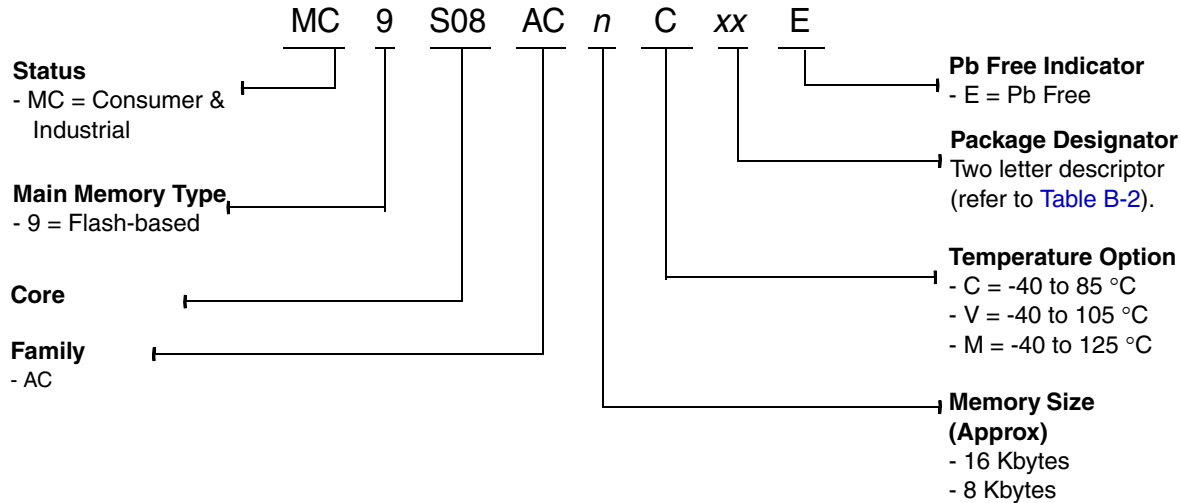 MC 9 S08 AC n C xx E
Status
- MC = Consumer &
Industrial
Main Memory Type
- 9 = Flash-based
Core
Family
- AC
Pb Free Indicator
- E = Pb Free
Package Designator
Two letter descriptor
(refer to Table B-2).
Temperature Option
- C = -40 to 85 °C
- V = -40 to 105 °C
- M = -40 to 125 °C
Memory Size
(Approx)
- 16 Kbytes
- 8 Kbytes